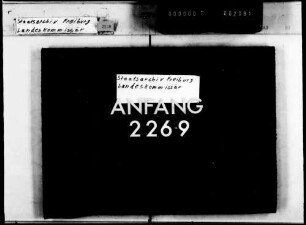 Staatsarchiv Freiburg
Landeskommissär
Staatsarchiv Freiburg
Landeskommissär
ANFANG
2269